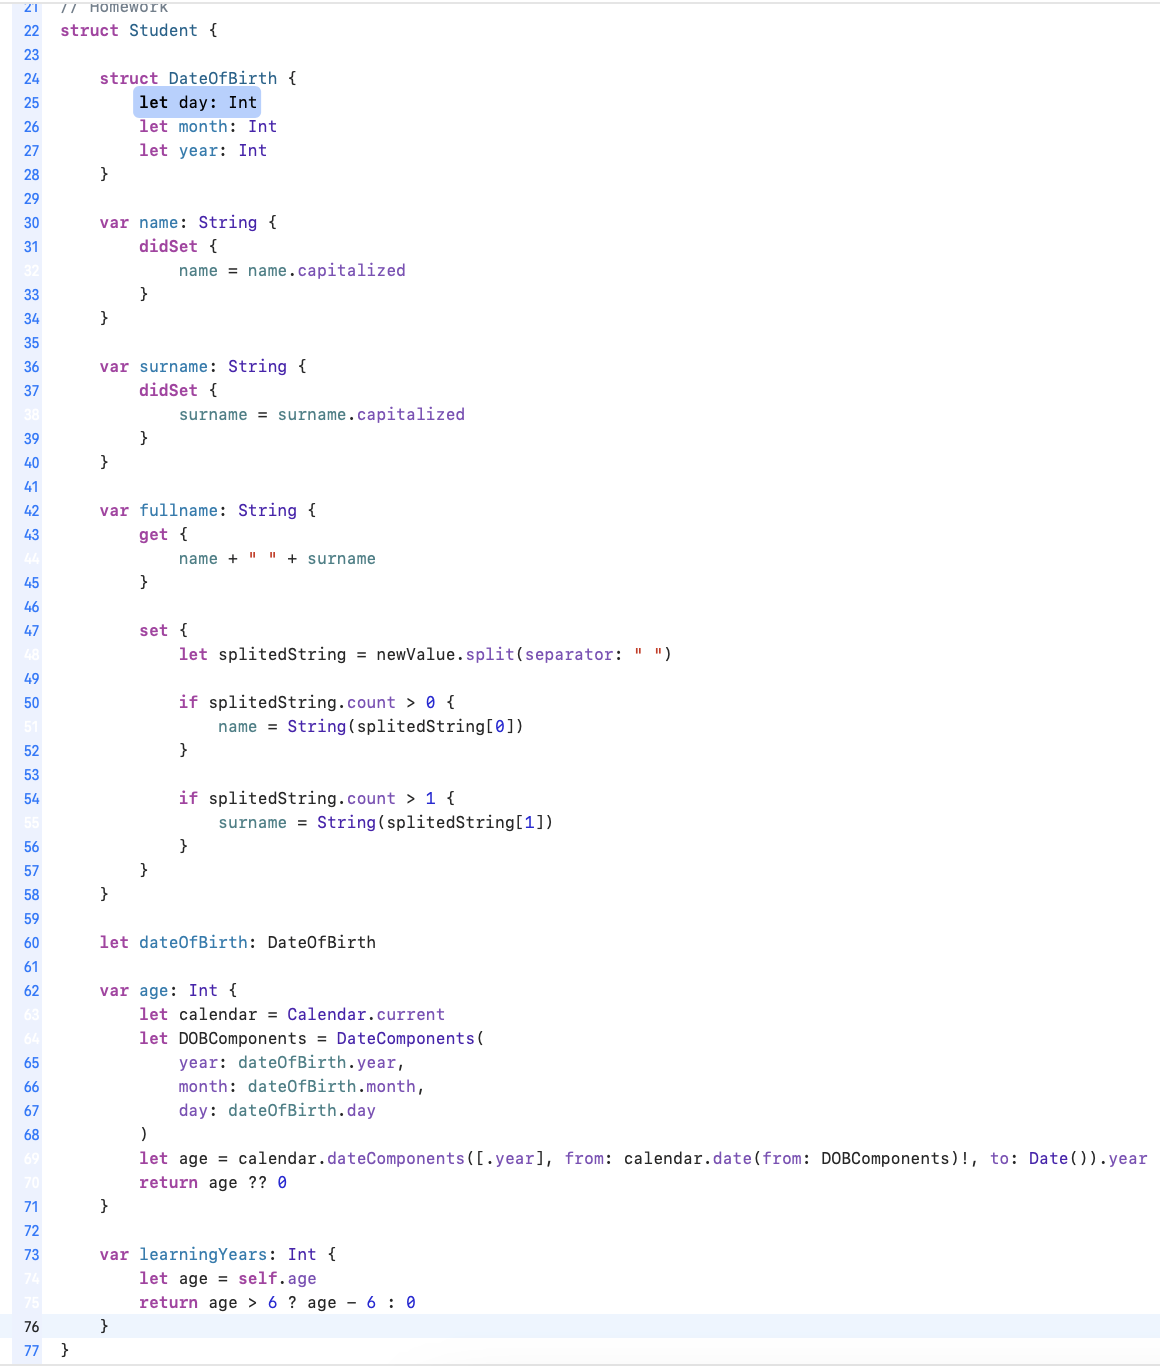 21 // Homework
22 struct Student {
23
24 struct DateOfBirth {
25 let day: Int
26 let month: Int
27 let year: Int
28 }
29
30 var name: String {
31 didSet {
32 name = name.capitalized
33 }
34 }
35
36 var surname: String {
37 didSet {
38 surname = surname.capitalized
39 }
40 }
41
42 var fullname: String {
43 get {
44 name + " " + surname
45 }
46
47 set {
48 let splitedString = newValue.split(separator: " ")
49
50 if splitedString.count > 0 {
51 name = String(splitedString[0])
52 }
53
54 if splitedString.count > 1 {
55 surname = String(splitedString[1])
56 }
57 }
58 }
59
60 let dateOfBirth: DateOfBirth
61
62 var age: Int {
63 let calendar = Calendar.current
64 let DOBComponents = DateComponents(
65 year: dateOfBirth.year,
66 month: dateOfBirth.month,
67 day: dateOfBirth.day
68 )
69 let age = calendar.dateComponents([.year], from: calendar.date(from: DOBComponents)!, to: Date()).year
70 return age ?? 0
71 }
72
73 var learningYears: Int {
74 let age = self.age
75 return age > 6 ? age - 6 : 0
76 }
77 }